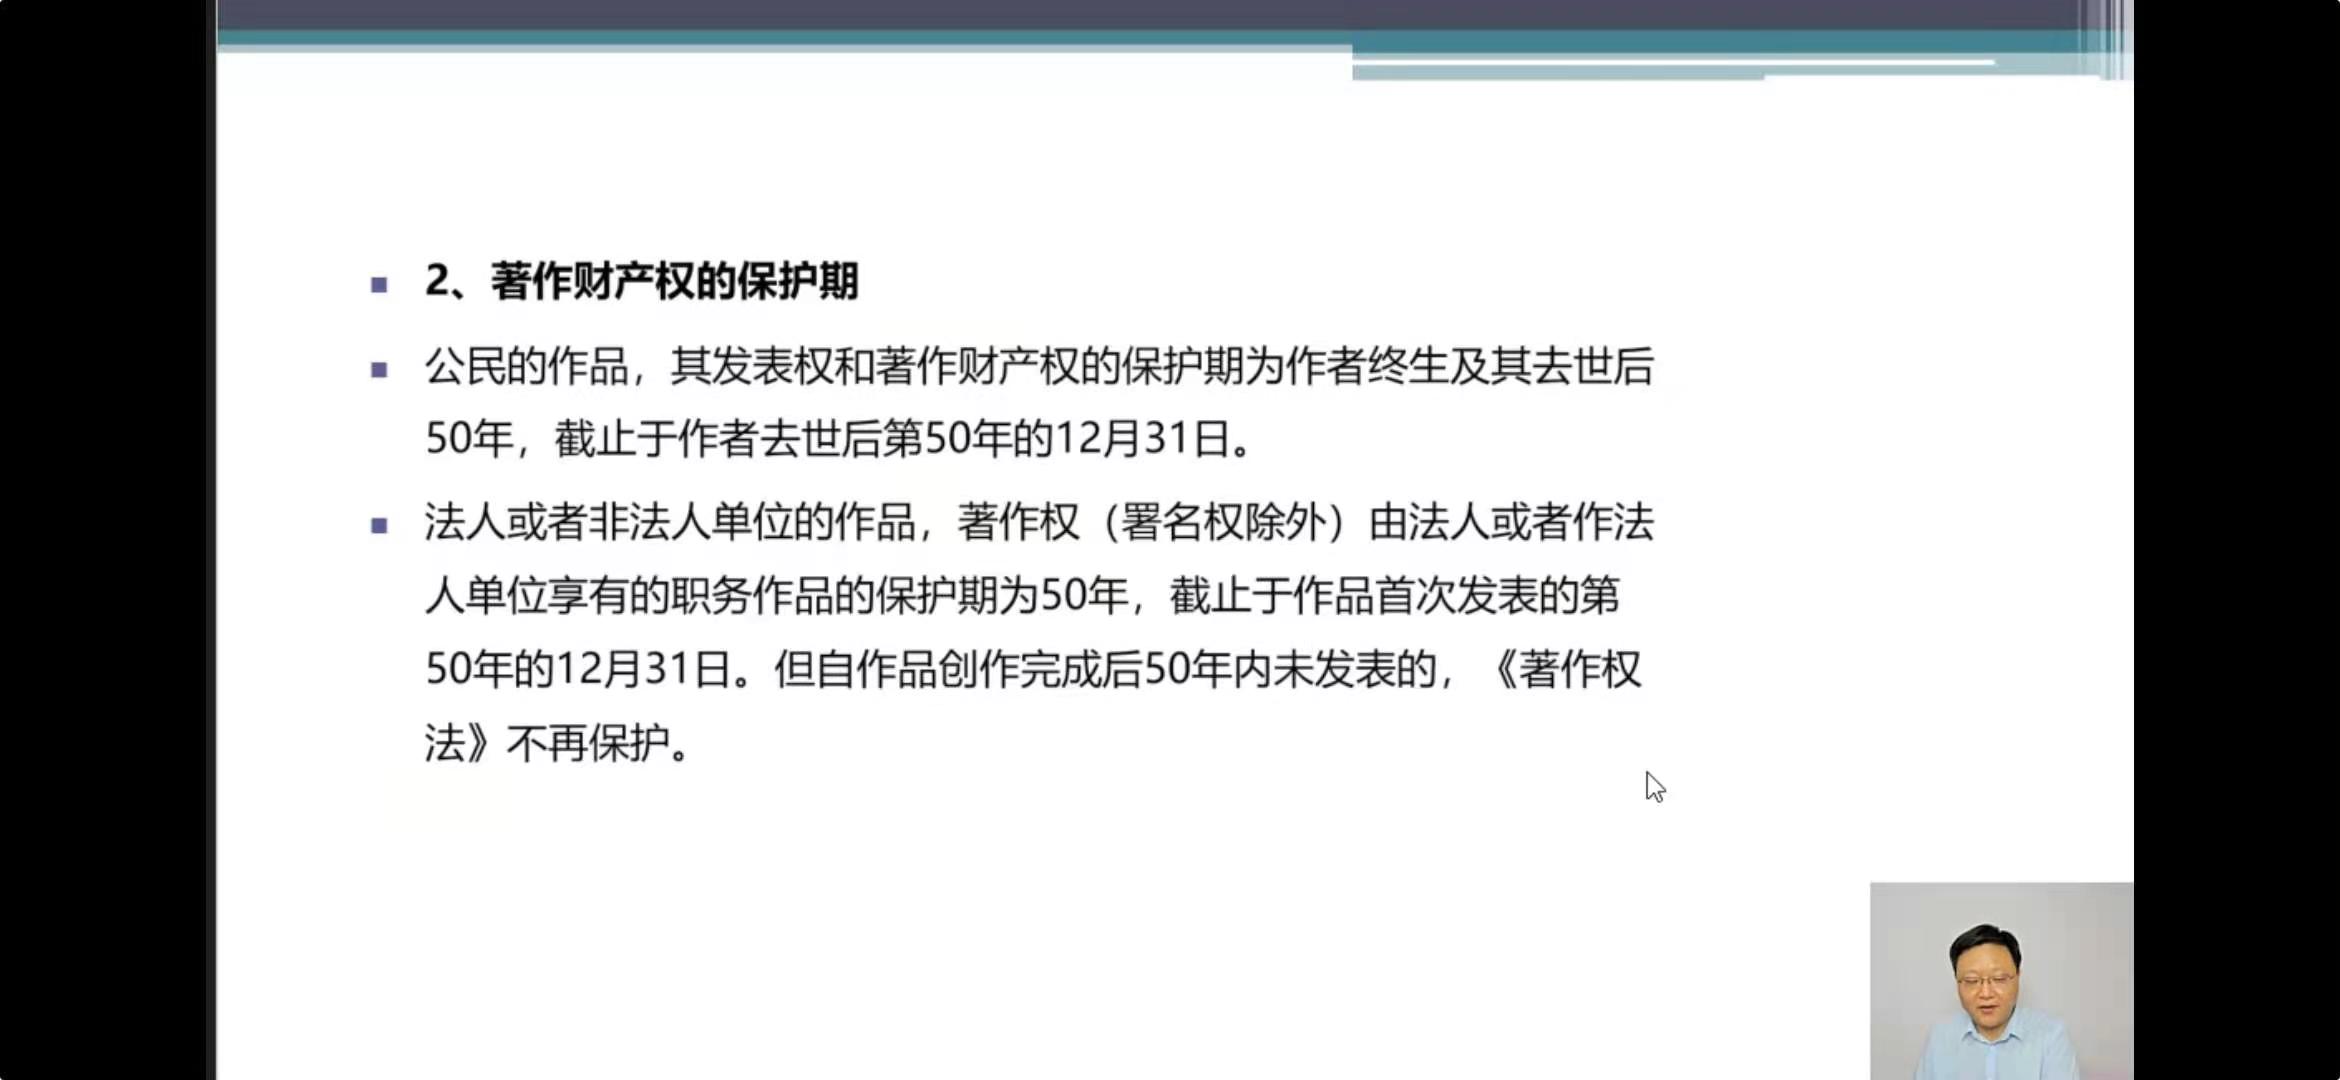 2、著作财产权的保护期
公民的作品，其发表权和著作财产权的保护期为作者终生及其去世后
50年，截止于作者去世后第50年的12月31日。
法人或者非法人单位的作品，著作权（署名权除外）由法人或者作法
人单位享有的职务作品的保护期为50年，截止于作品首次发表的第
50年的12月31日。但自作品创作完成后50年内未发表的，《著作权
法》不再保护。